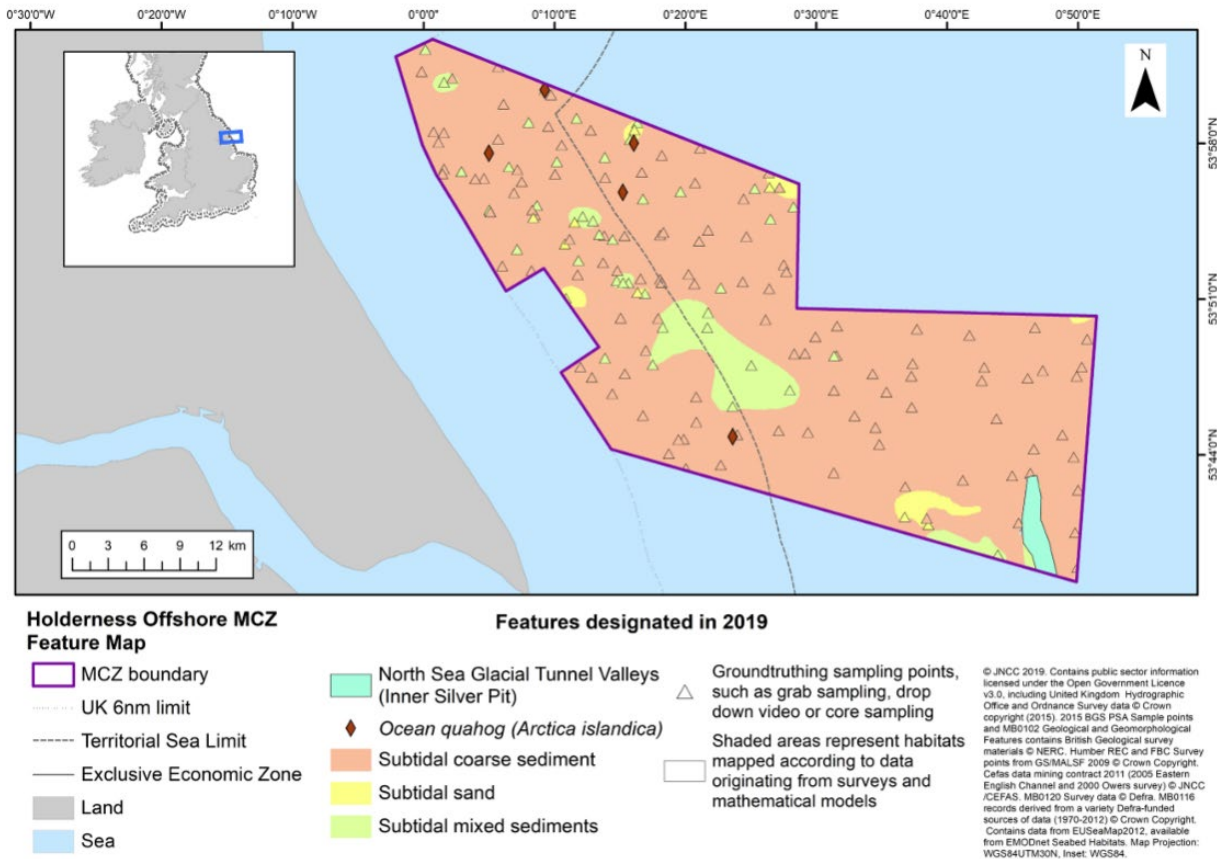 0°30'0"W
0°20'0"W
0°10'0"W
0°0'0"
0°10'0"E
0°20'0"E
0°30'0"E
0°40'0"E
0°50'0"E
N
53°58'0"N
53°51'0"N
53°44'0"N
0 3 6 9 12 km
Holderness Offshore MCZ
Feature Map
MCZ boundary
UK 6nm limit
Territorial Sea Limit
Exclusive Economic Zone
Land
Sea
Features designated in 2019
North Sea Glacial Tunnel Valleys
(Inner Silver Pit)
Ocean quahog (Arctica islandica)
Subtidal coarse sediment
Subtidal sand
Subtidal mixed sediments
Groundtruthing sampling points,
such as grab sampling, drop
down video or core sampling
Shaded areas represent habitats
mapped according to data
originating from surveys and
mathematical models
© JNCC 2019. Contains public sector information
licensed under the Open Government Licence
v3.0, including United Kingdom Hydrographic
Office and Ordnance Survey data © Crown
copyright (2015). 2015 BGS PSA Sample points
and MB0102 Geological and Geomorphological
Features contains British Geological survey
materials © NERC. Humber REC and FBC Survey
points from GS/MALSF 2009 © Crown Copyright.
Cefas data mining contract 2011 (2005 Eastern
English Channel and 2000 Owers survey) © JNCC
/CEFAS. MB0120 Survey data © Defra. MB0116
records derived from a variety Defra-funded
sources of data (1970-2012) © Crown Copyright.
Contains data from EUSeaMap2012, available
from EMODnet Seabed Habitats. Map Projection:
WGS84UTM30N, Inset: WGS84.